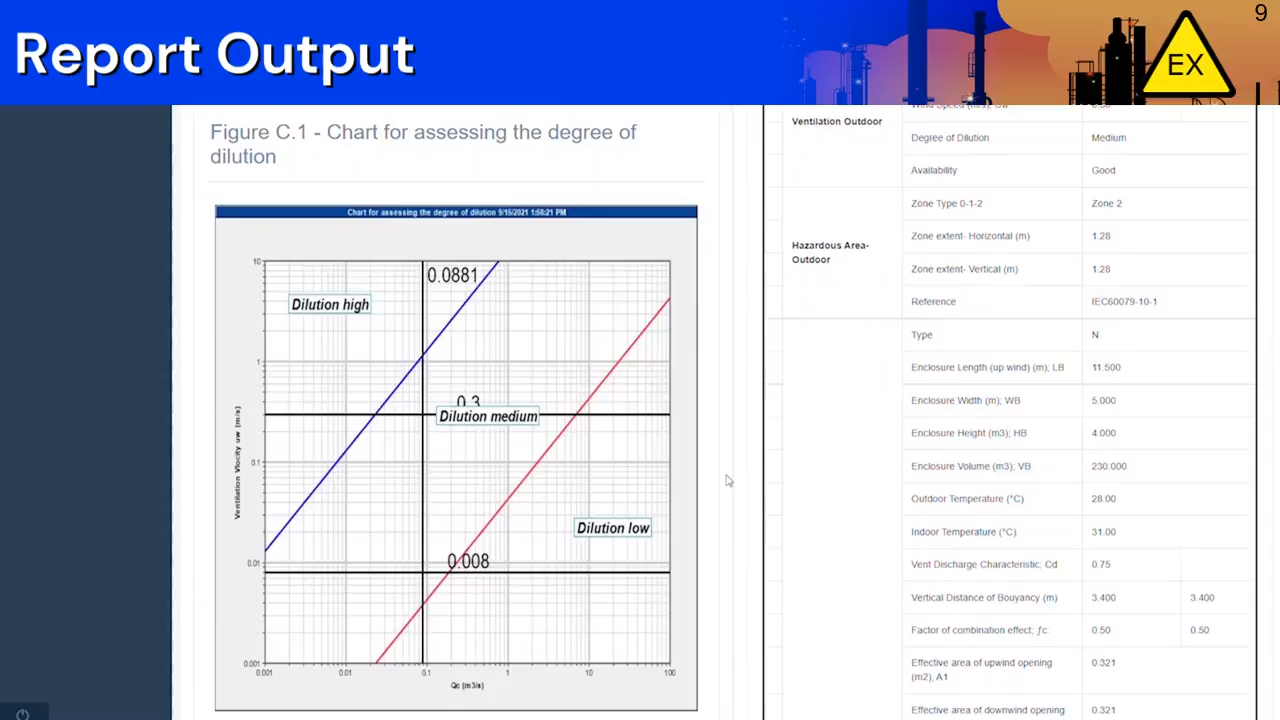 Report Output
9
EX
Figure C.1 - Chart for assessing the degree of
dilution
Chart for assessing the degree of dilution 9/15/2021 1:58:21 PM
10
1
0.1
0.01
0.001
0.001
0.01
0.1
1
10
100
Ventilation Vlocity uw (m/s)
Qc (m3/s)
0.0881
Dilution high
0.3
Dilution medium
Dilution low
0.008
Ventilation Outdoor
Degree of Dilution Medium
Availability Good
Hazardous Area-
Outdoor
Zone Type 0-1-2 Zone 2
Zone extent- Horizontal (m) 1.28
Zone extent- Vertical (m) 1.28
Reference IEC60079-10-1
Type N
Enclosure Length (up wind) (m); LB 11.500
Enclosure Width (m); WB 5.000
Enclosure Height (m3); HB 4.000
Enclosure Volume (m3); VB 230.000
Outdoor Temperature (°C) 28.00
Indoor Temperature (°C) 31.00
Vent Discharge Characteristic; Cd 0.75
Vertical Distance of Bouyancy (m) 3.400 3.400
Factor of combination effect; ƒc 0.50 0.50
Effective area of upwind opening
(m2); A1 0.321
Effective area of downwind opening 0.321